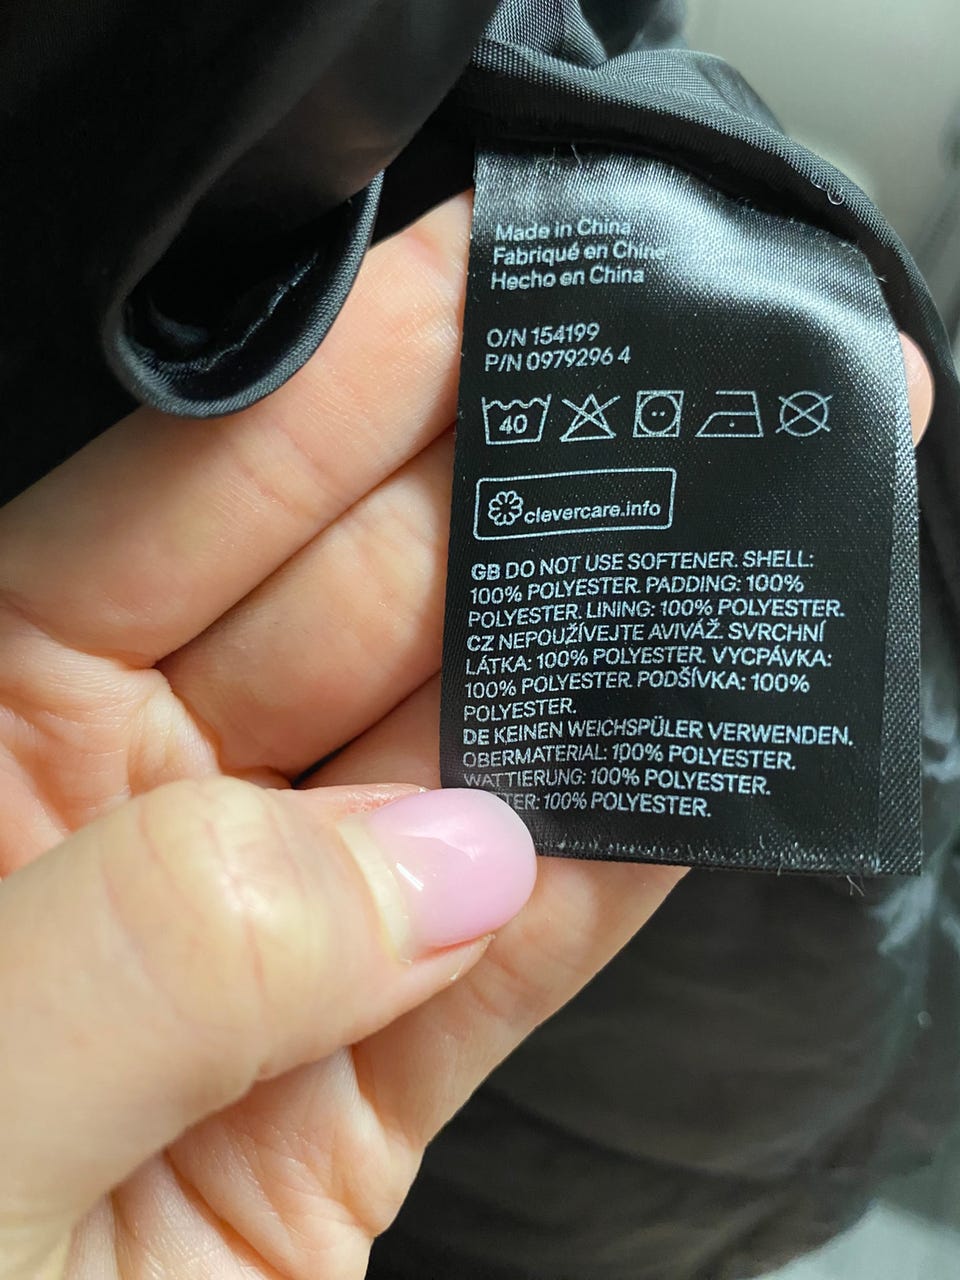 Made in China
Fabriqué en Chine
Hecho en China
O/N 154199
P/N 0979296 4
40
clevercare.info
GB DO NOT USE SOFTENER. SHELL:
100% POLYESTER. PADDING: 100%
POLYESTER. LINING: 100% POLYESTER.
CZ NEPOUŽÍVEJTE AVIVÁŽ. SVRCHNÍ
LÁTKA: 100% POLYESTER. VYCPÁVKA:
100% POLYESTER. PODŠÍVKA: 100%
POLYESTER.
DE KEINEN WEICHSPÜLER VERWENDEN.
OBERMATERIAL: 100% POLYESTER.
WATTIERUNG: 100% POLYESTER.
100% POLYESTER.